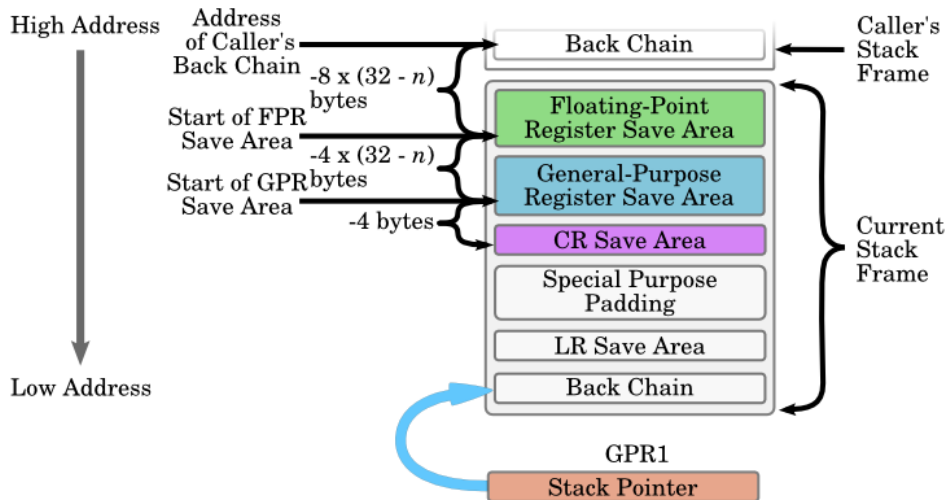 High Address
Low Address
Address
of Caller's
Back Chain
-8 x (32 - n)
bytes
Start of FPR
Save Area
-4 x (32 - n)
bytes
Start of GPR
Save Area
-4 bytes
Back Chain
Floating-Point
Register Save Area
General-Purpose
Register Save Area
CR Save Area
Special Purpose
Padding
LR Save Area
Back Chain
GPR1
Stack Pointer
Caller's
Stack
Frame
Current
Stack
Frame